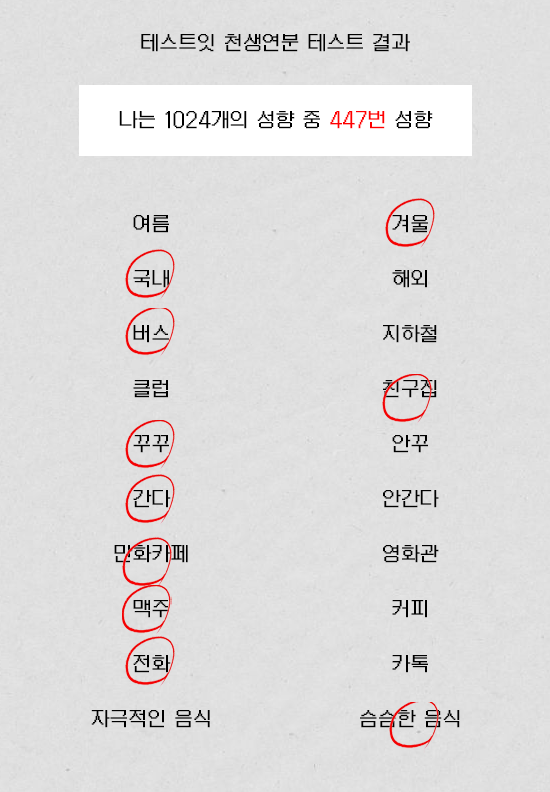 테스트잇 천생연분 테스트 결과
나는 1024개의 성향 중 447번 성향
여름 겨울
국내 해외
버스 지하철
클럽 친구집
꾸꾸 안꾸
간다 안간다
만화카페 영화관
맥주 커피
전화 카톡
자극적인 음식 슴슴한 음식